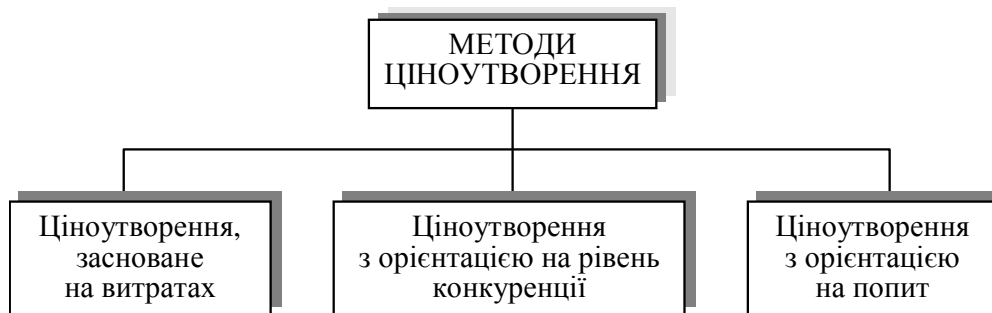 МЕТОДИ
ЦІНОУТВОРЕННЯ
Ціноутворення,
засноване
на витратах
Ціноутворення
з орієнтацією на рівень
конкуренції
Ціноутворення
з орієнтацією
на попит